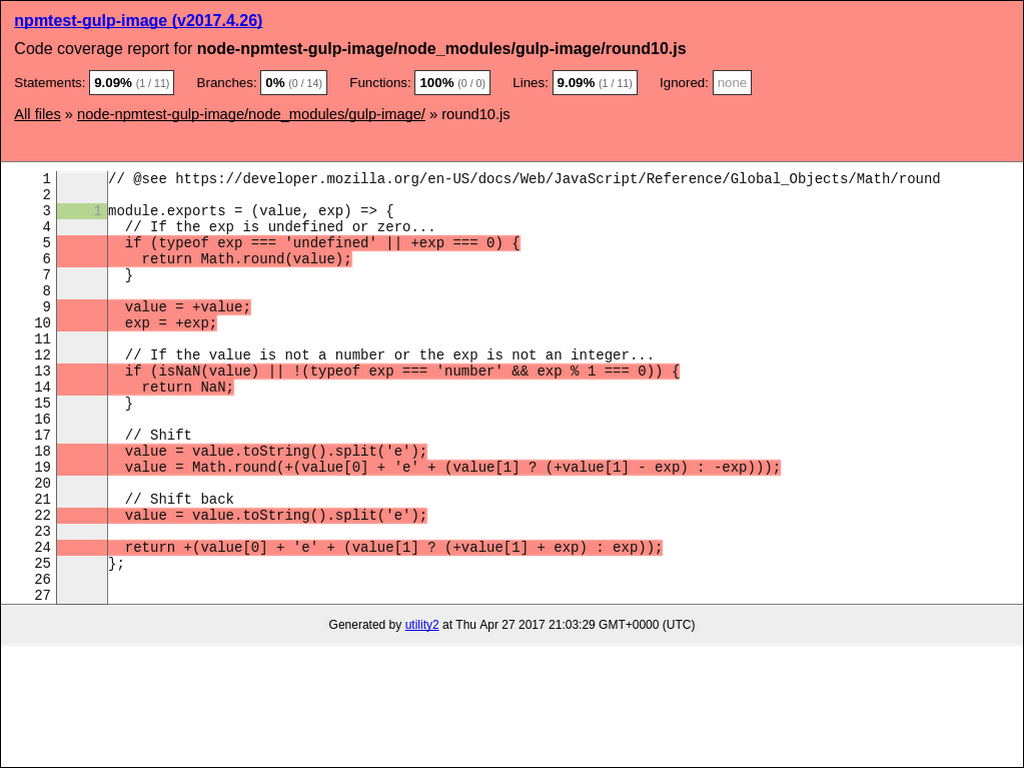 npmtest-gulp-image (v2017.4.26)
Code coverage report for node-npmtest-gulp-image/node_modules/gulp-image/round10.js
Statements: 9.09% (1 / 11) Branches: 0% (0 / 14) Functions: 100% (0 / 0) Lines: 9.09% (1 / 11) Ignored: none
All files » node-npmtest-gulp-image/node_modules/gulp-image/ » round10.js
1 // @see https://developer.mozilla.org/en-US/docs/Web/JavaScript/Reference/Global_Objects/Math/round
2
3 1 module.exports = (value, exp) => {
4 // If the exp is undefined or zero...
5 if (typeof exp === 'undefined' || +exp === 0) {
6 return Math.round(value);
7 }
8
9 value = +value;
10 exp = +exp;
11
12 // If the value is not a number or the exp is not an integer...
13 if (isNaN(value) || !(typeof exp === 'number' && exp % 1 === 0)) {
14 return NaN;
15 }
16
17 // Shift
18 value = value.toString().split('e');
19 value = Math.round(+(value[0] + 'e' + (value[1] ? (+value[1] - exp) : -exp)));
20
21 // Shift back
22 value = value.toString().split('e');
23
24 return +(value[0] + 'e' + (value[1] ? (+value[1] + exp) : exp));
25 };
26
27
Generated by utility2 at Thu Apr 27 2017 21:03:29 GMT+0000 (UTC)